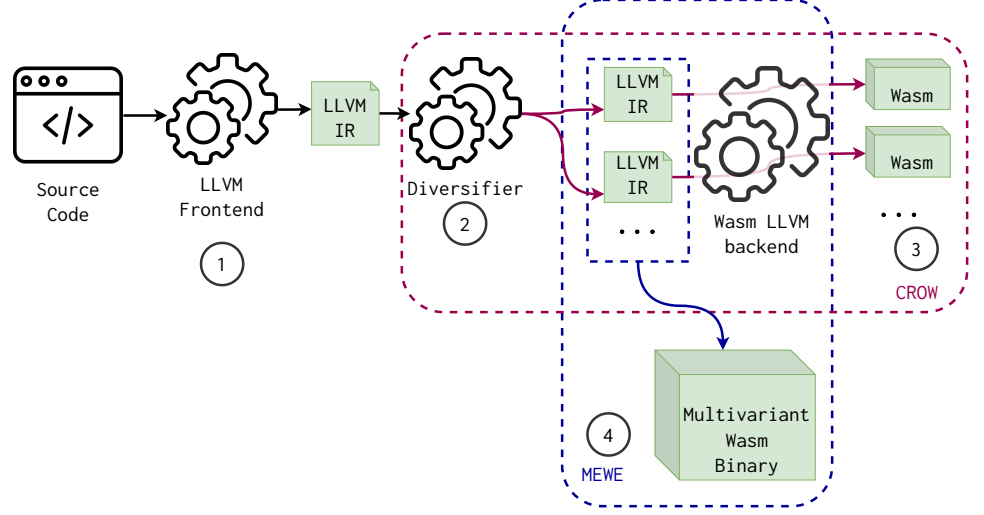 </>
Source
Code
LLVM
Frontend
1
LLVM
IR
Diversifier
2
LLVM
IR
LLVM
IR
...
Wasm LLVM
backend
Wasm
Wasm
...
3
CROW
Multivariant
Wasm
Binary
4
MEWE